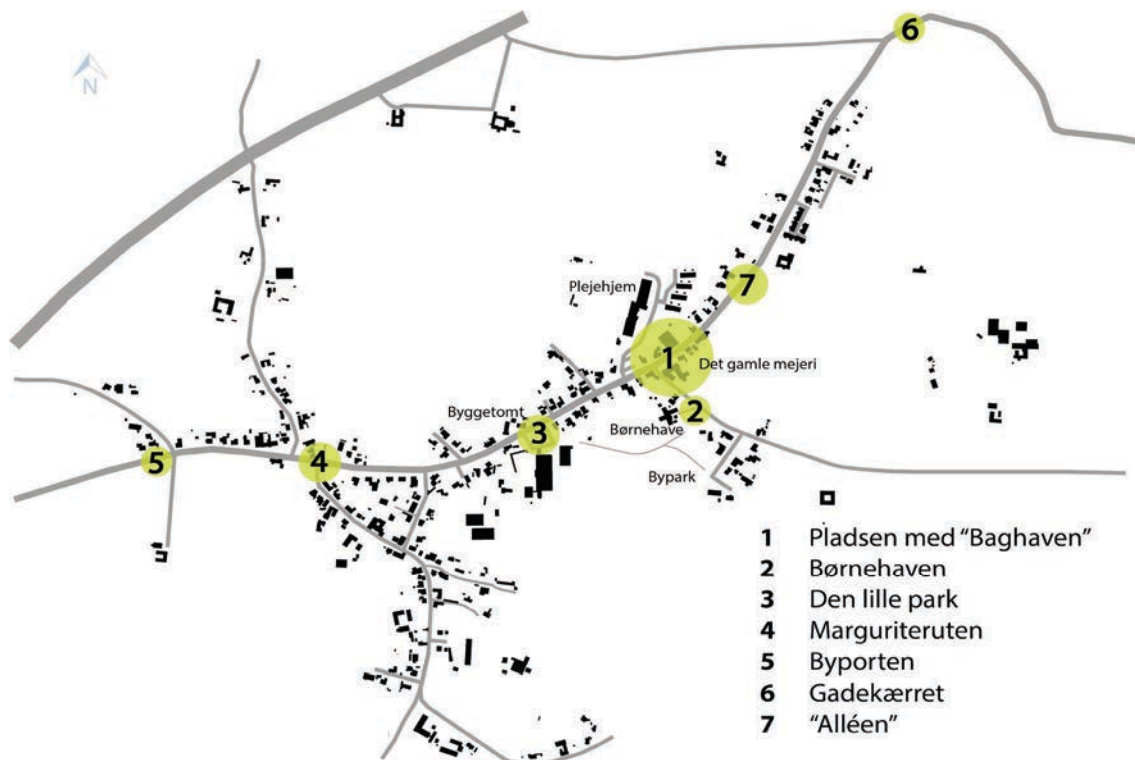 6
N
7
Plejehjem
1
Det gamle mejeri
Byggetomt
2
3
Børnehave
5
4
Bypark
1 Pladsen med “Baghaven”
2 Børnehaven
3 Den lille park
4 Marguriteruten
5 Byporten
6 Gadekærret
7 “Alléen”